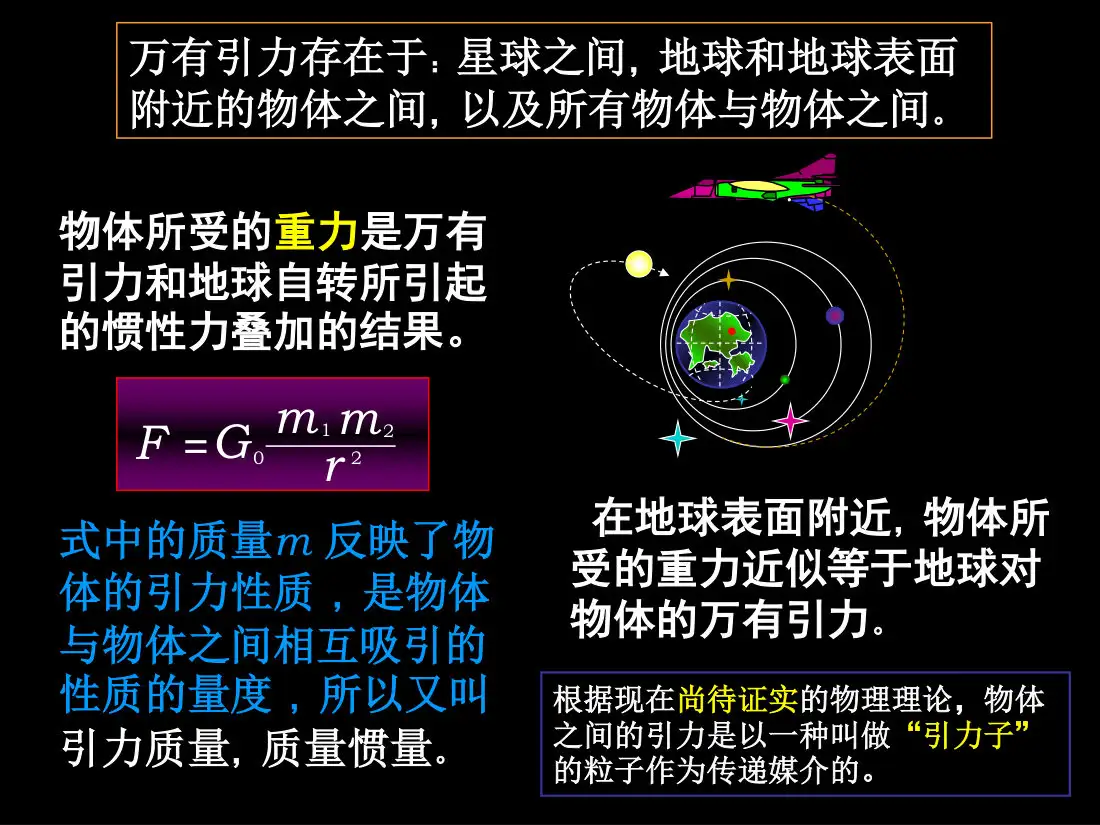 万有引力存在于：星球之间，地球和地球表面
附近的物体之间，以及所有物体与物体之间。
物体所受的重力是万有
引力和地球自转所引起
的惯性力叠加的结果。
F = G₀ m₁ m₂ / r²
式中的质量m 反映了物
体的引力性质，是物体
与物体之间相互吸引的
性质的量度，所以又叫
引力质量，质量惯量。
在地球表面附近，物体所
受的重力近似等于地球对
物体的万有引力。
根据现在尚待证实的物理理论，物体
之间的引力是以一种叫做“引力子”
的粒子作为传递媒介的。